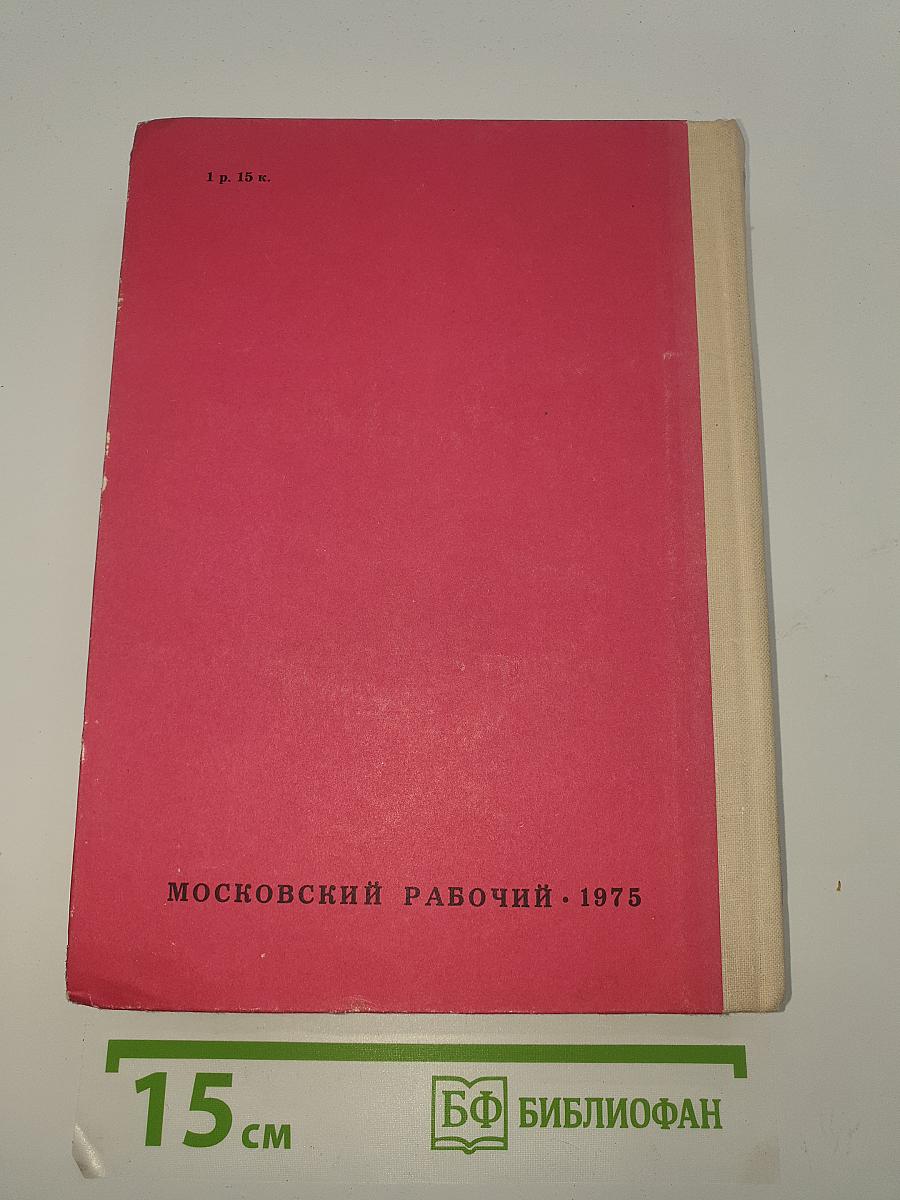 1 р. 15 к.
МОСКОВСКИЙ РАБОЧИЙ • 1975
15 см
БФ БИБЛИОФАН